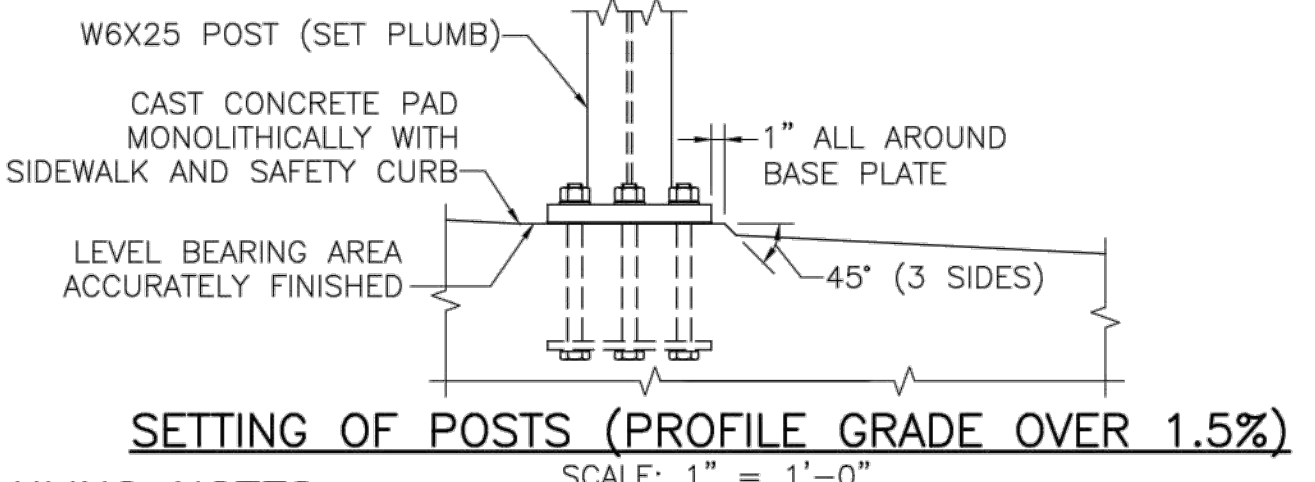 W6X25 POST (SET PLUMB)
CAST CONCRETE PAD
MONOLITHICALLY WITH
SIDEWALK AND SAFETY CURB
1" ALL AROUND
BASE PLATE
LEVEL BEARING AREA
ACCURATELY FINISHED
45° (3 SIDES)
SETTING OF POSTS (PROFILE GRADE OVER 1.5%)
SCALE: 1" = 1'-0"
NOTES